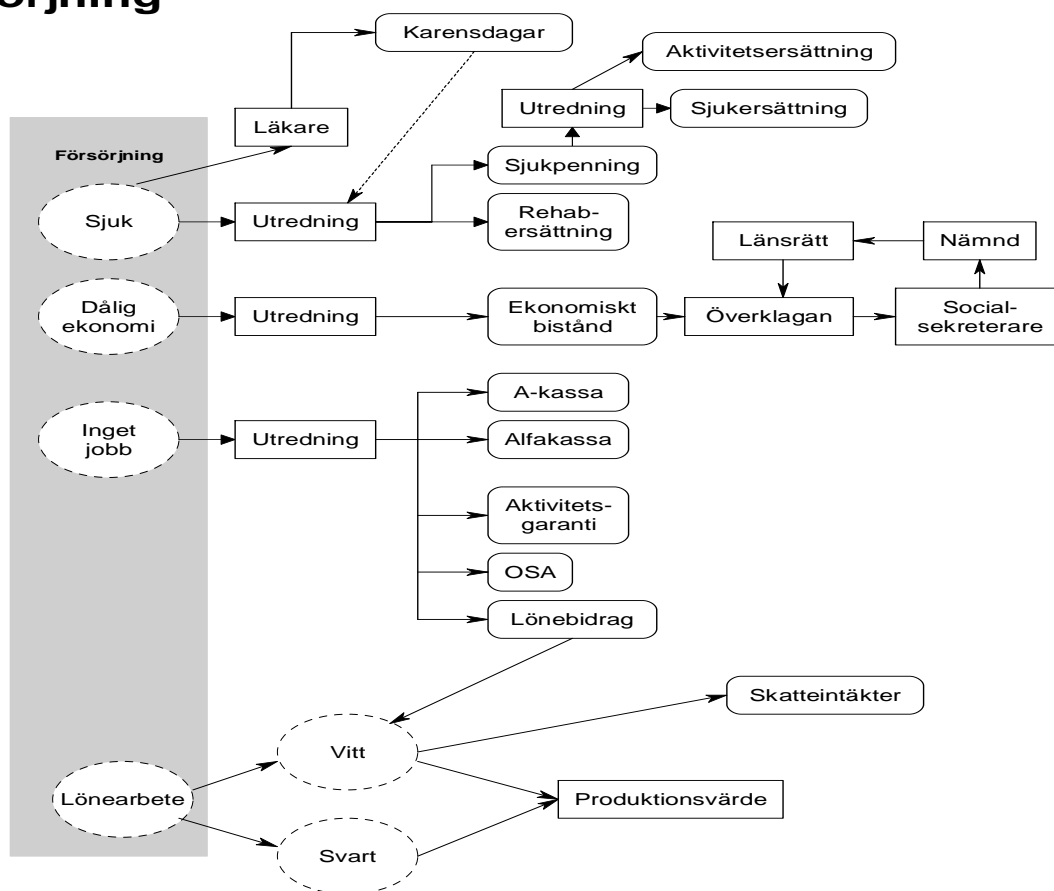 Karensdagar
Aktivitetsersättning
Utredning
Sjukersättning
Läkare
Försörjning
Sjukpenning
Sjuk
Utredning
Rehab-
ersättning
Länsrätt
Nämnd
Dålig
ekonomi
Utredning
Ekonomiskt
bistånd
Överklagan
Social-
sekreterare
A-kassa
Inget
jobb
Utredning
Alfakassa
Aktivitets-
garanti
OSA
Lönebidrag
Skatteintäkter
Vitt
Lönearbete
Produktionsvärde
Svart